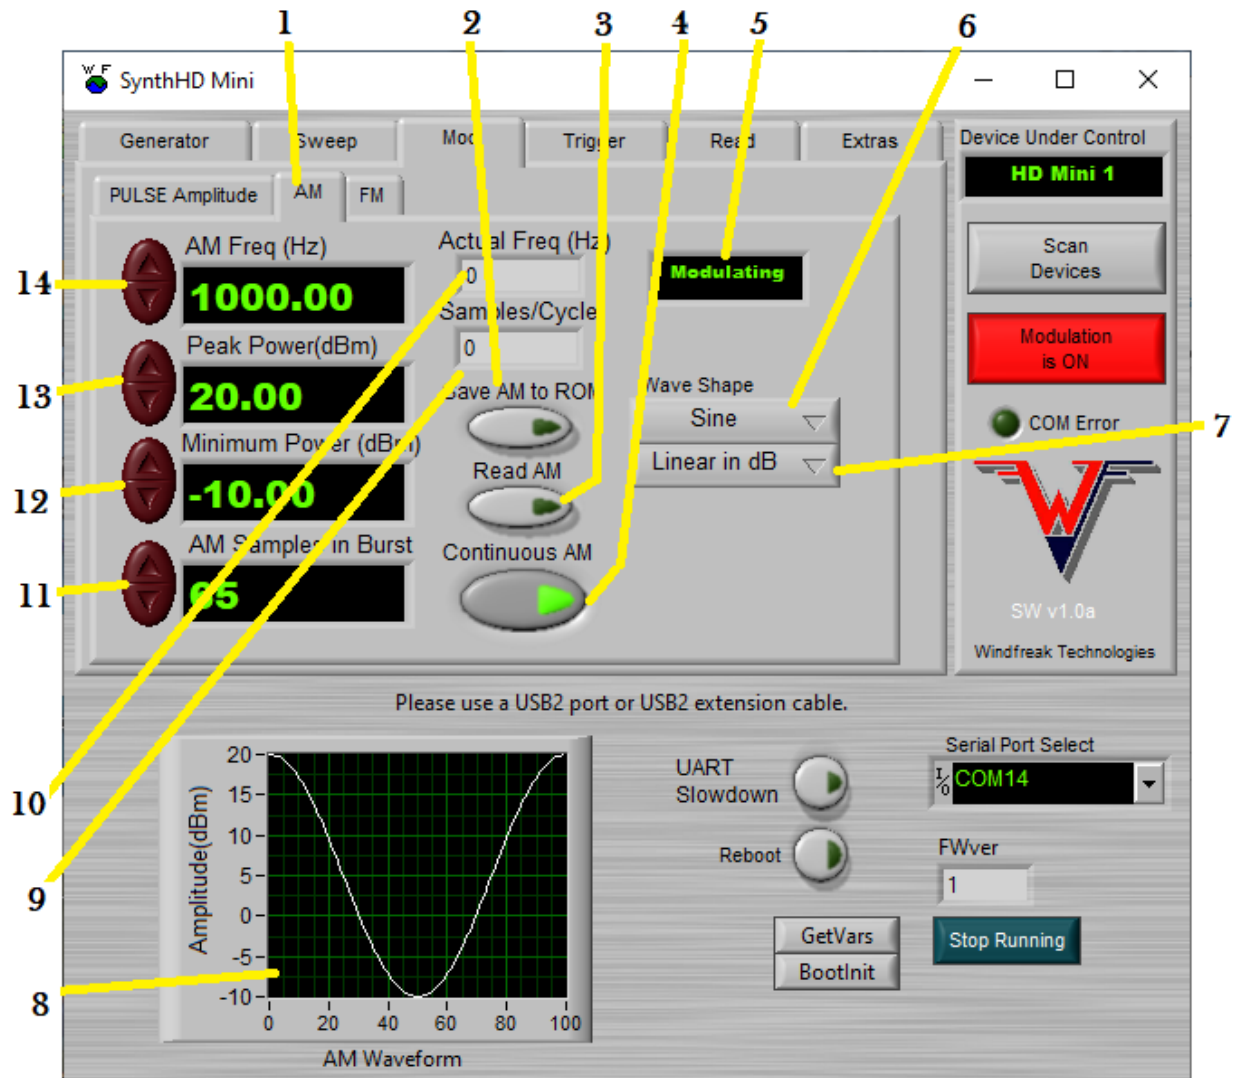 1
2
3
4
5
6
W F
SynthHD Mini
Generator
Sweep
Mod
Trigger
Read
Extras
Device Under Control
HD Mini 1
PULSE Amplitude
AM
FM
AM Freq (Hz)
Actual Freq (Hz)
Modulating
Scan
Devices
14
1000.00
0
Samples/Cycle
Peak Power(dBm)
0
Modulation
is ON
13
20.00
Save AM to ROM
Wave Shape
Sine
COM Error
7
Minimum Power (dBm)
Read AM
Linear in dB
W
12
-10.00
AM Samples in Burst
Continuous AM
11
65
SW v1.0a
Windfreak Technologies
Please use a USB2 port or USB2 extension cable.
10
9
8
Amplitude(dBm)
20
15
10
5
0
-5
-10
0
20
40
60
80
100
AM Waveform
UART
Slowdown
Serial Port Select
I/O
COM14
Reboot
FWver
1
GetVars
BootInit
Stop Running